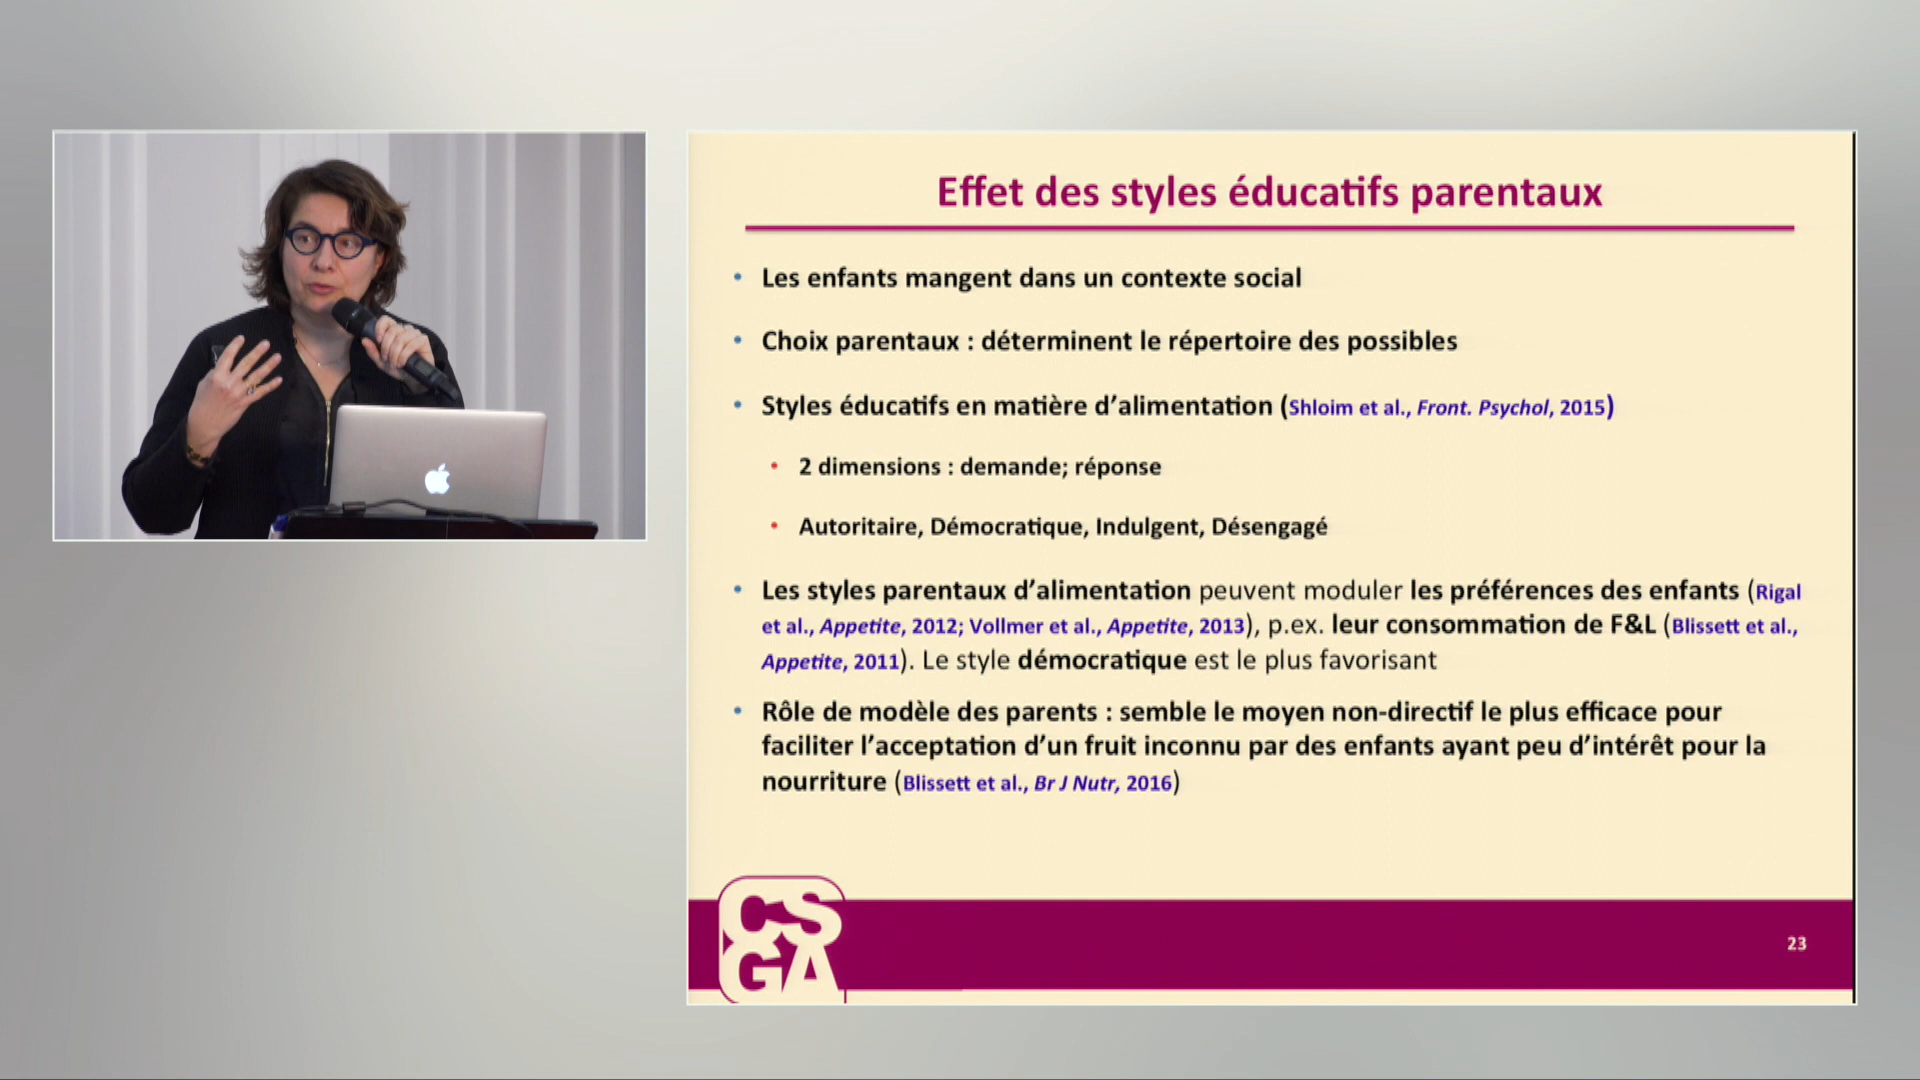 Effet des styles éducatifs parentaux
• Les enfants mangent dans un contexte social
• Choix parentaux : déterminent le répertoire des possibles
• Styles éducatifs en matière d’alimentation (Shloim et al., Front. Psychol, 2015)
• 2 dimensions : demande; réponse
• Autoritaire, Démocratique, Indulgent, Désengagé
• Les styles parentaux d’alimentation peuvent moduler les préférences des enfants (Rigal
et al., Appetite, 2012; Vollmer et al., Appetite, 2013), p.ex. leur consommation de F&L (Blissett et al.,
Appetite, 2011). Le style démocratique est le plus favorisant
• Rôle de modèle des parents : semble le moyen non-directif le plus efficace pour
faciliter l’acceptation d’un fruit inconnu par des enfants ayant peu d’intérêt pour la
nourriture (Blissett et al., Br J Nutr, 2016)
CS
GA
23